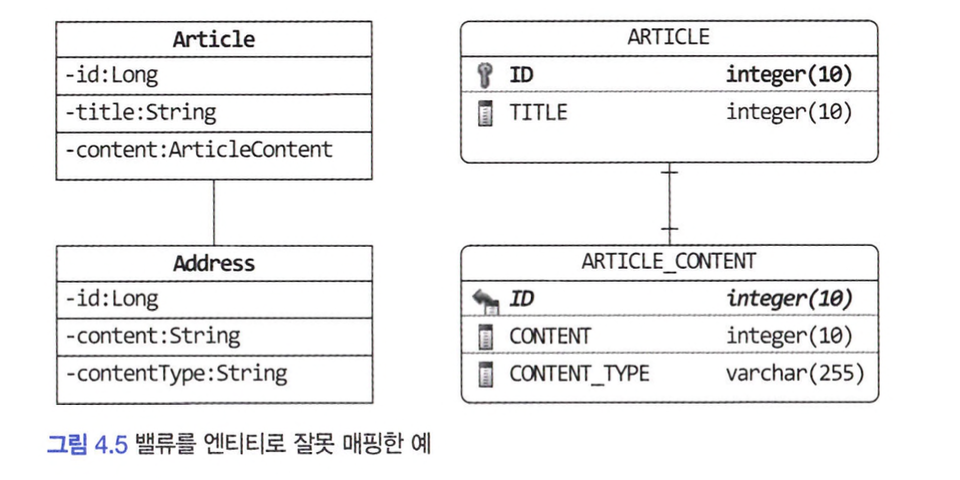 Article
-id:Long
-title:String
-content:ArticleContent
Address
-id:Long
-content:String
-contentType:String
ARTICLE
ID integer(10)
TITLE integer(10)
ARTICLE_CONTENT
ID integer(10)
CONTENT integer(10)
CONTENT_TYPE varchar(255)
그림 4.5 밸류를 엔티티로 잘못 매핑한 예